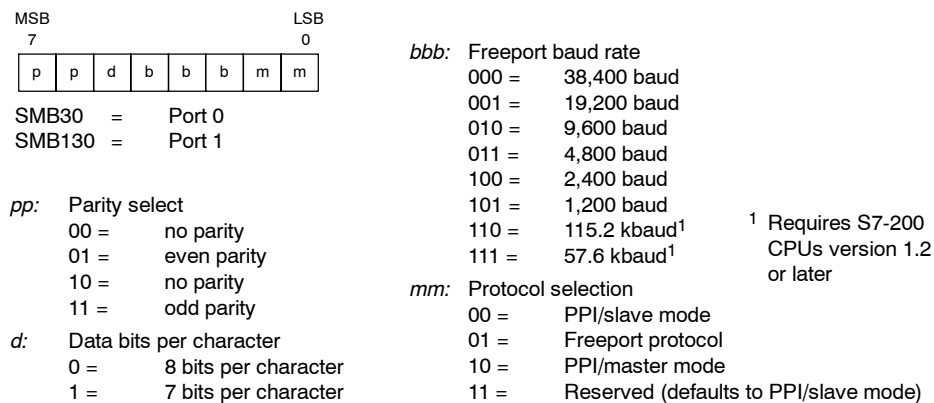 MSB LSB
7 0
p p d b b b m m
SMB30 = Port 0
SMB130 = Port 1
pp: Parity select
00 = no parity
01 = even parity
10 = no parity
11 = odd parity
d: Data bits per character
0 = 8 bits per character
1 = 7 bits per character
bbb: Freeport baud rate
000 = 38,400 baud
001 = 19,200 baud
010 = 9,600 baud
011 = 4,800 baud
100 = 2,400 baud
101 = 1,200 baud
110 = 115.2 kbaud1
111 = 57.6 kbaud1
1 Requires S7-200
CPUs version 1.2
or later
mm: Protocol selection
00 = PPI/slave mode
01 = Freeport protocol
10 = PPI/master mode
11 = Reserved (defaults to PPI/slave mode)